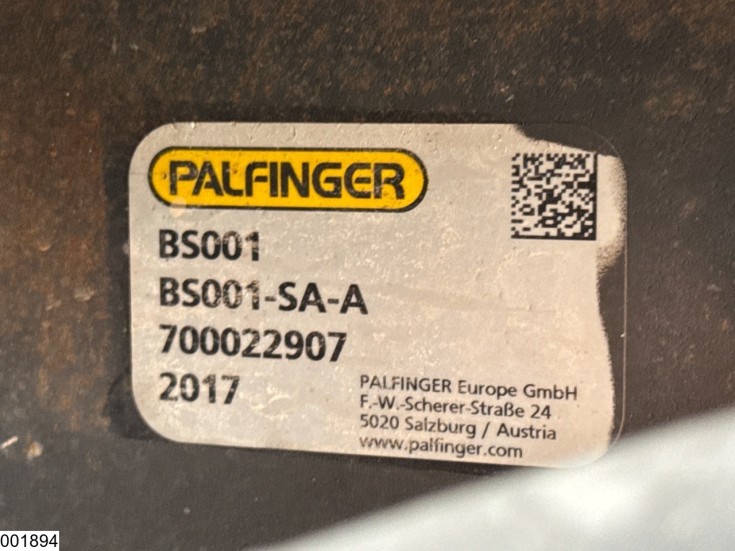 PALFINGER
BS001
BS001-SA-A
700022907
2017
PALFINGER Europe GmbH
F.-W.-Scherer-Straße 24
5020 Salzburg / Austria
www.palfinger.com
001894